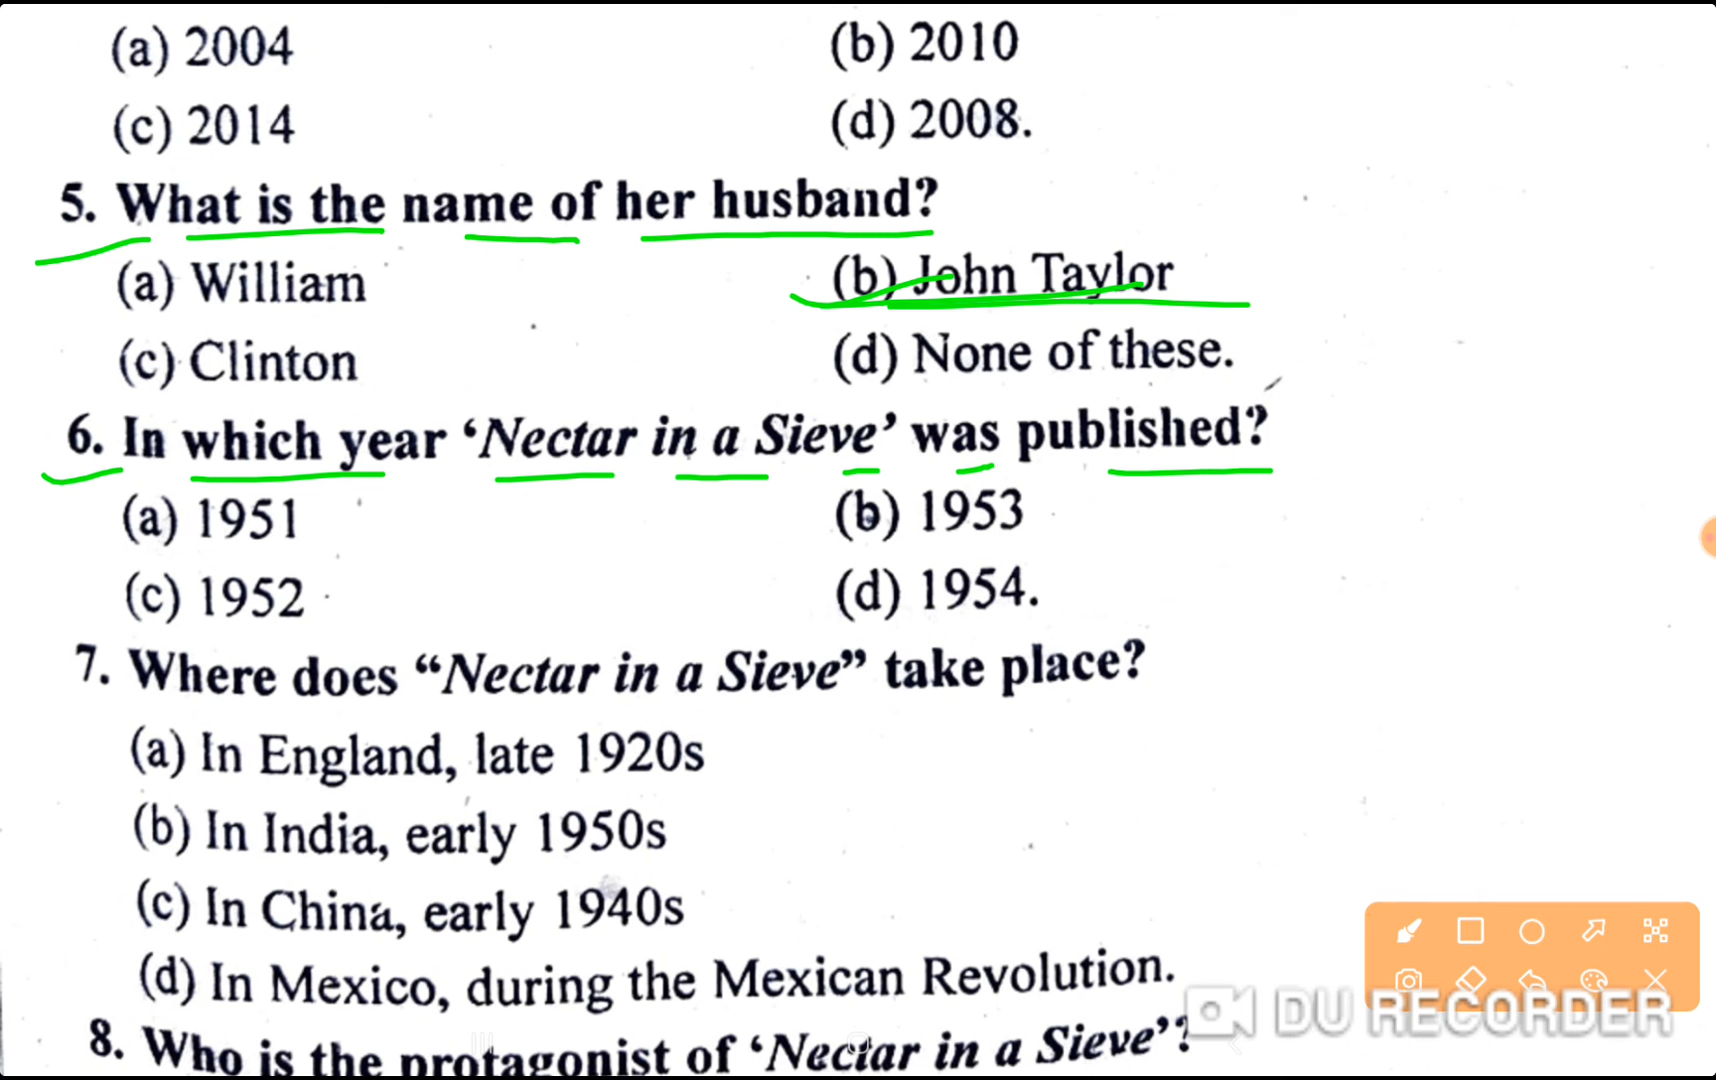 (a) 2004 (b) 2010
(c) 2014 (d) 2008.
5. What is the name of her husband?
(a) William (b) John Taylor
(c) Clinton (d) None of these.
6. In which year ‘Nectar in a Sieve’ was published?
(a) 1951 (b) 1953
(c) 1952 (d) 1954.
7. Where does “Nectar in a Sieve” take place?
(a) In England, late 1920s
(b) In India, early 1950s
(c) In China, early 1940s
(d) In Mexico, during the Mexican Revolution.
8. Who is the protagonist of ‘Nectar in a Sieve’?
DU RECORDER